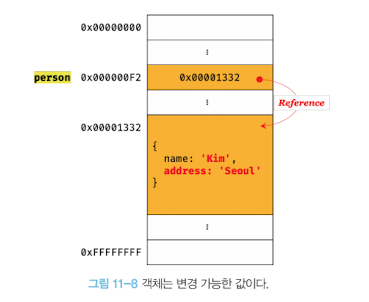 0x00000000
⋮
person 0x000000F2 0x00001332
⋮
Reference
0x00001332
{
name: 'Kim',
address: 'Seoul'
}
⋮
0xFFFFFFFF
그림 11-8 객체는 변경 가능한 값이다.